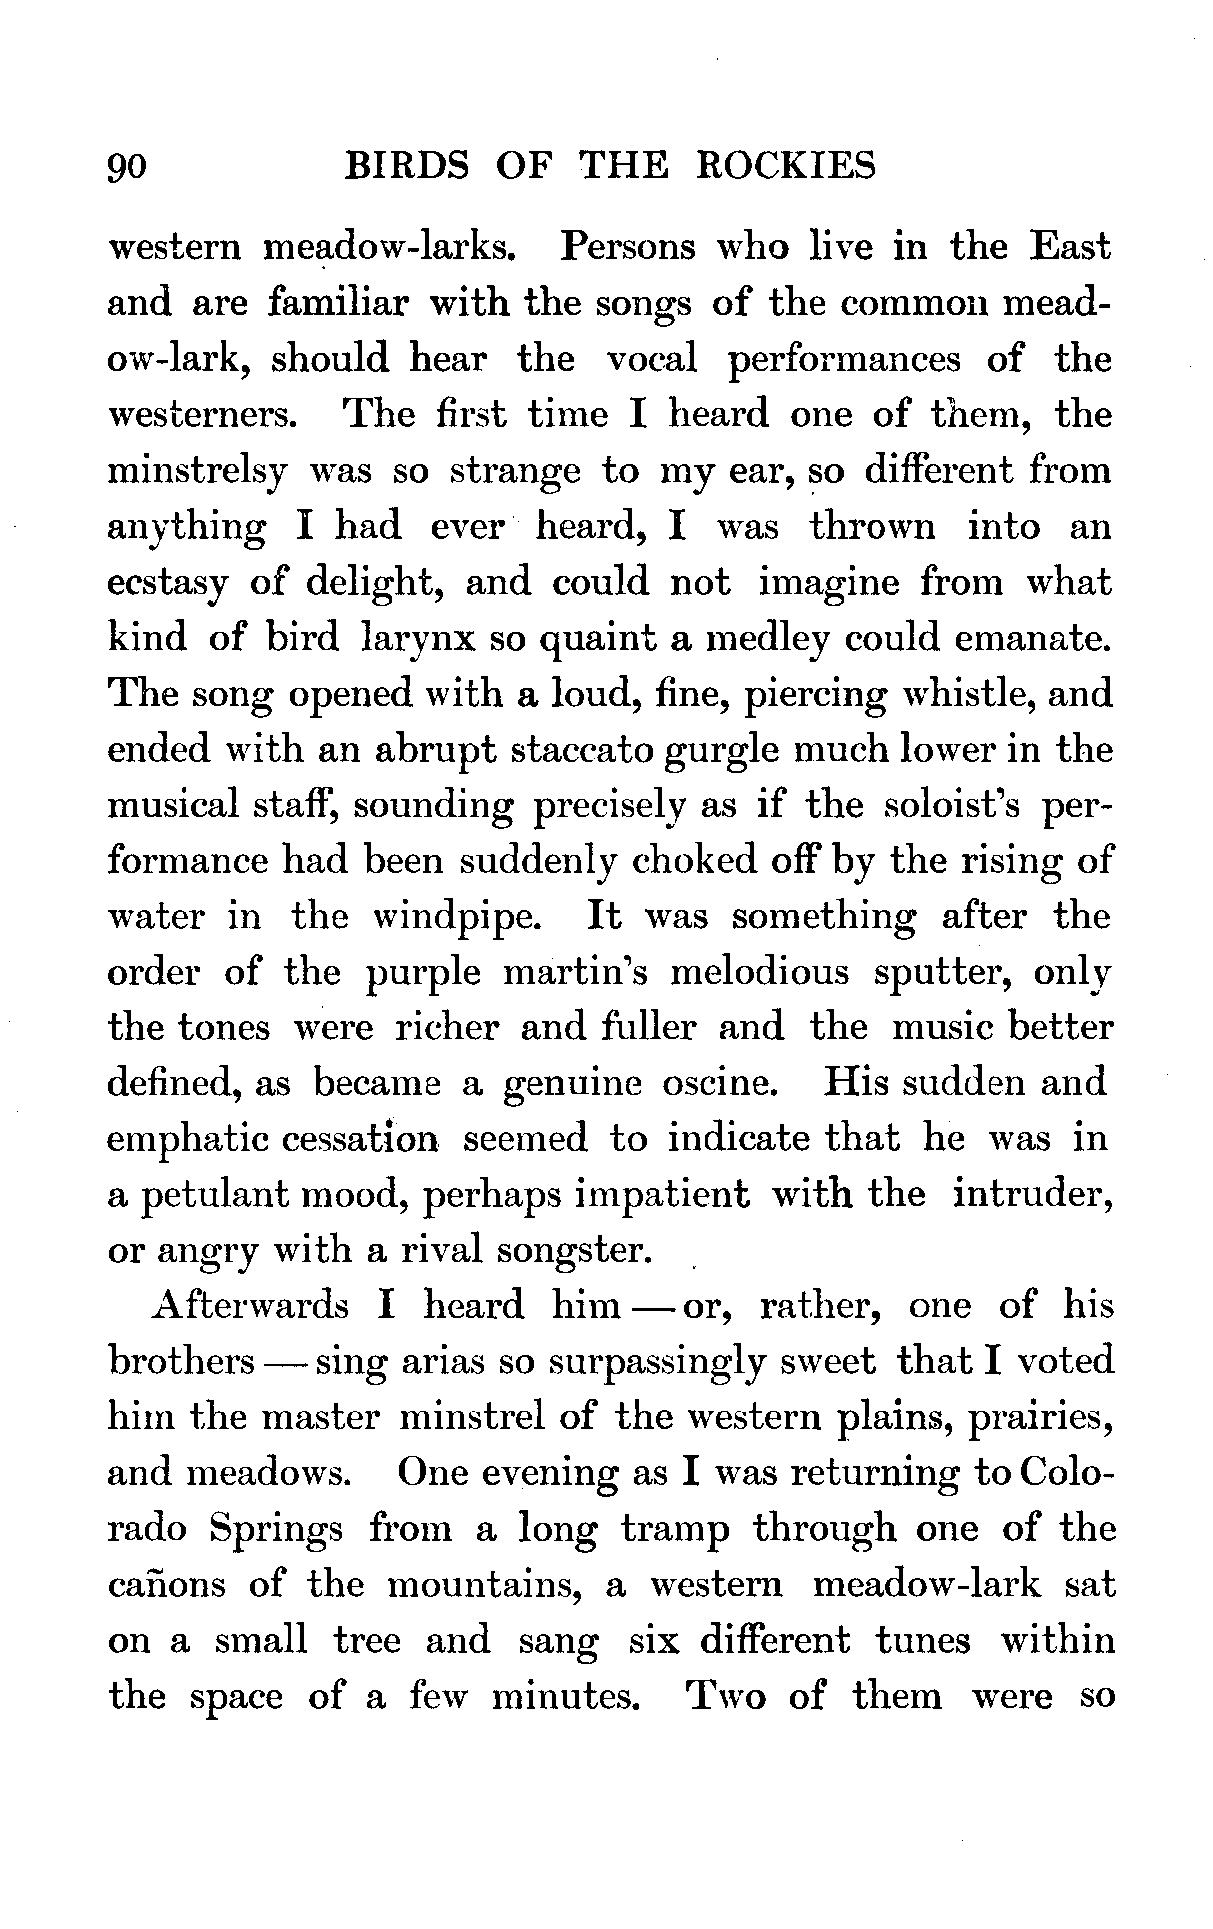 90 BIRDS OF THE ROCKIES
western meadow-larks. Persons who live in the East
and are familiar with the songs of the common mead-
ow-lark, should hear the vocal performances of the
westerners. The first time I heard one of them, the
minstrelsy was so strange to my ear, so different from
anything I had ever heard, I was thrown into an
ecstasy of delight, and could not imagine from what
kind of bird larynx so quaint a medley could emanate.
The song opened with a loud, fine, piercing whistle, and
ended with an abrupt staccato gurgle much lower in the
musical staff, sounding precisely as if the soloist's per-
formance had been suddenly choked off by the rising of
water in the windpipe. It was something after the
order of the purple martin's melodious sputter, only
the tones were richer and fuller and the music better
defined, as became a genuine oscine. His sudden and
emphatic cessation seemed to indicate that he was in
a petulant mood, perhaps impatient with the intruder,
or angry with a rival songster.
Afterwards I heard him — or, rather, one of his
brothers — sing arias so surpassingly sweet that I voted
him the master minstrel of the western plains, prairies,
and meadows. One evening as I was returning to Colo-
rado Springs from a long tramp through one of the
cañons of the mountains, a western meadow-lark sat
on a small tree and sang six different tunes within
the space of a few minutes. Two of them were so